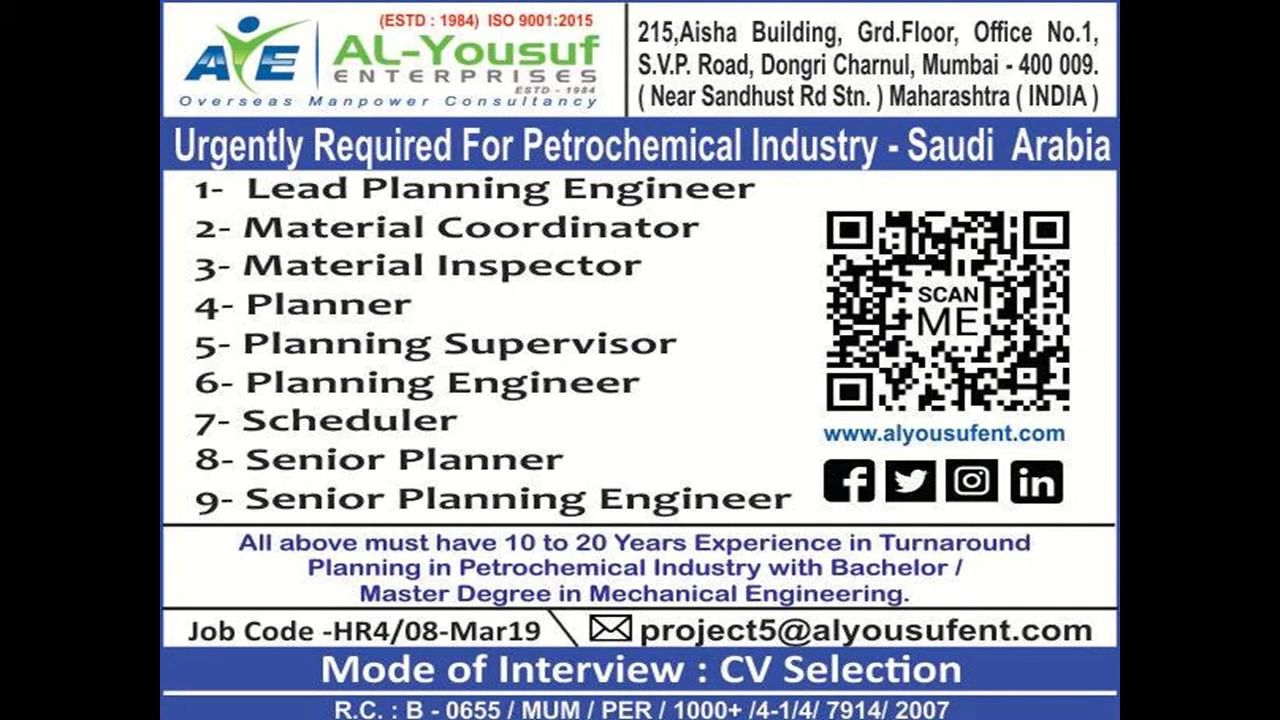 (ESTD : 1984) ISO 9001:2015
AYE
AL-Yousuf
ENTERPRISES
ESTD - 1984
Overseas Manpower Consultancy
215,Aisha Building, Grd.Floor, Office No.1,
S.V.P. Road, Dongri Charnul, Mumbai - 400 009.
( Near Sandhust Rd Stn. ) Maharashtra ( INDIA )
Urgently Required For Petrochemical Industry - Saudi Arabia
1- Lead Planning Engineer
2- Material Coordinator
3- Material Inspector
4- Planner
5- Planning Supervisor
6- Planning Engineer
7- Scheduler
8- Senior Planner
9- Senior Planning Engineer
SCAN
ME
www.alyousufent.com
All above must have 10 to 20 Years Experience in Turnaround
Planning in Petrochemical Industry with Bachelor /
Master Degree in Mechanical Engineering.
Job Code -HR4/08-Mar19
project5@alyousufent.com
Mode of Interview : CV Selection
R.C. : B - 0655 / MUM / PER / 1000+ /4-1/4/ 7914/ 2007